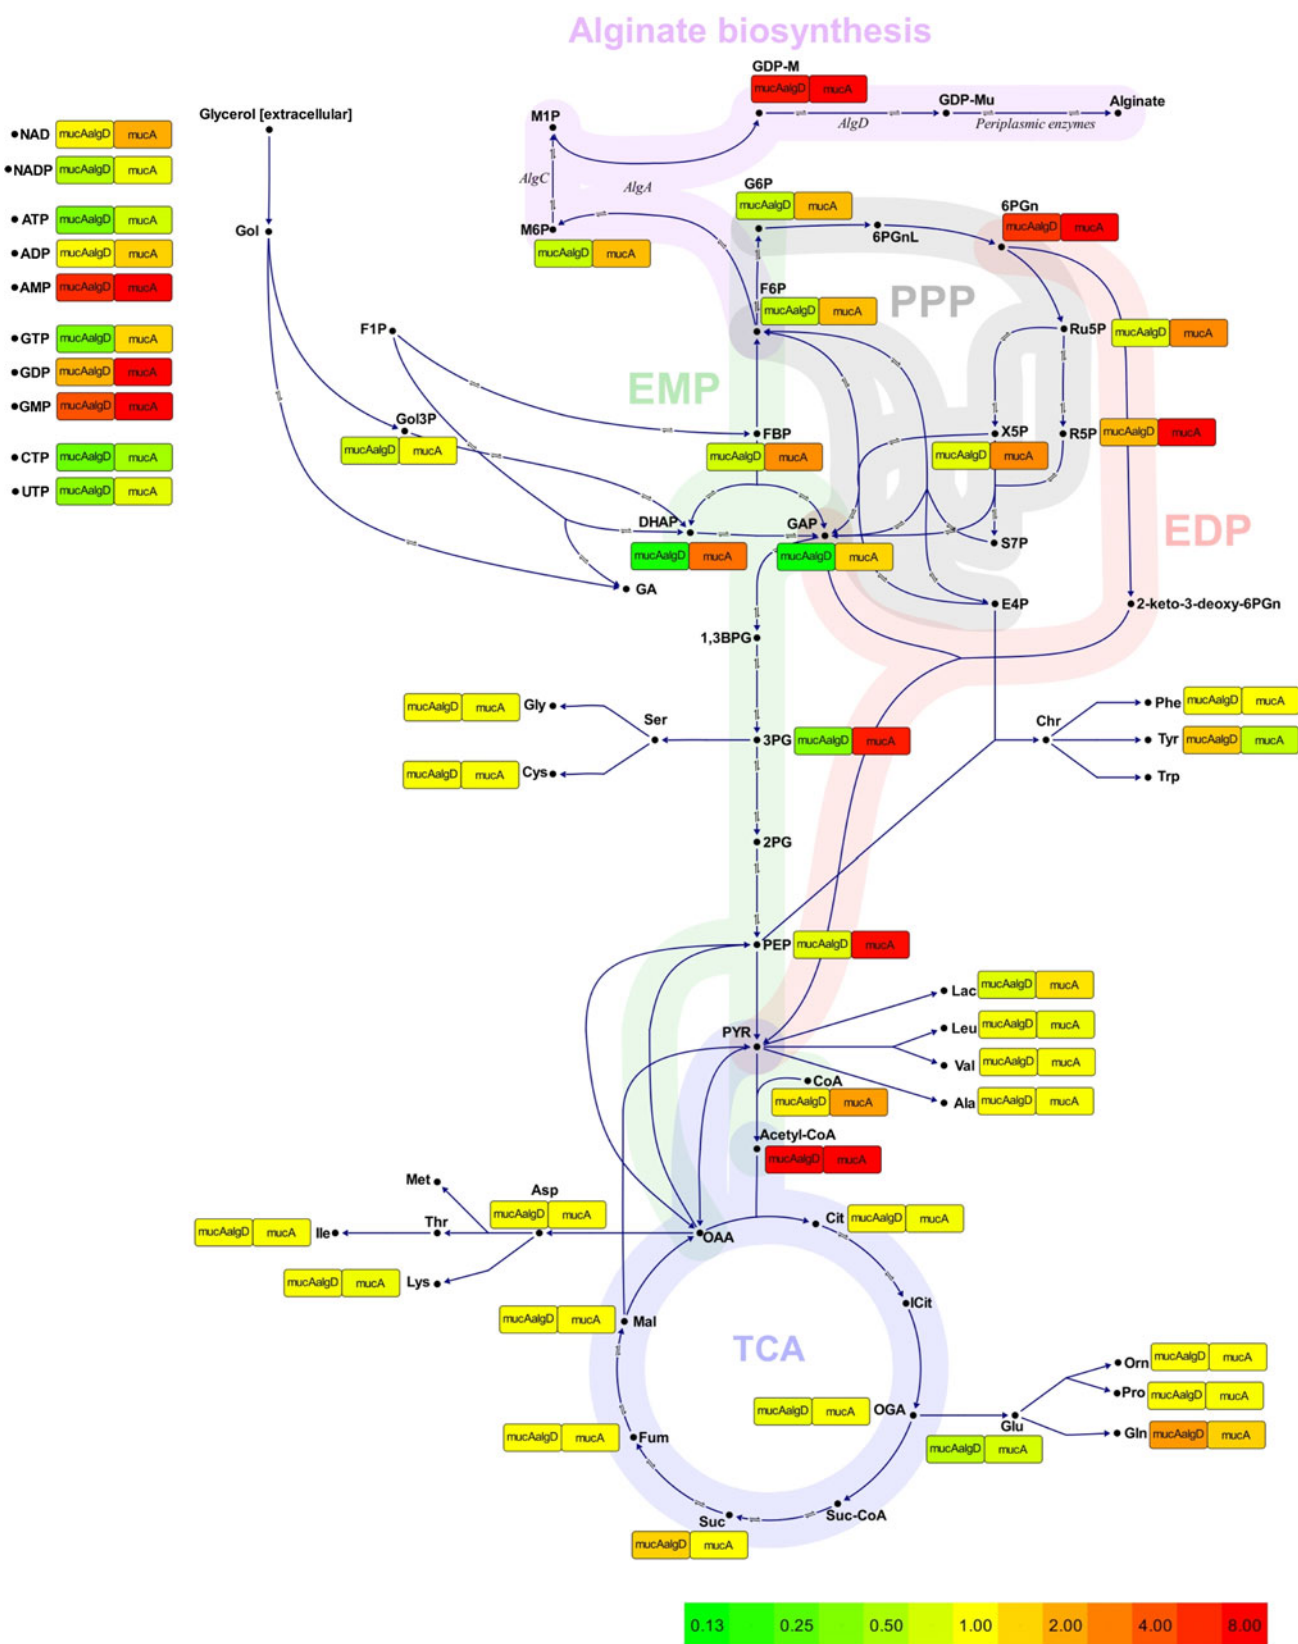 Alginate biosynthesis
GDP-M
mucAalgD mucA
Glycerol [extracellular]
M1P
GDP-Mu
Alginate
AlgD
Periplasmic enzymes
NAD mucAalgD mucA
NADP mucAalgD mucA
AlgC
AlgA
G6P
mucAalgD mucA
6PGn
mucAalgD mucA
ATP mucAalgD mucA
Gol
M6P
mucAalgD mucA
6PGnL
ADP mucAalgD mucA
AMP mucAalgD mucA
F6P
mucAalgD mucA
PPP
GTP mucAalgD mucA
F1P
Ru5P mucAalgD mucA
GDP mucAalgD mucA
EMP
GMP mucAalgD mucA
Gol3P
mucAalgD mucA
FBP
mucAalgD mucA
X5P
mucAalgD mucA
R5P mucAalgD mucA
CTP mucAalgD mucA
UTP mucAalgD mucA
DHAP
mucAalgD mucA
GAP
mucAalgD mucA
S7P
EDP
GA
E4P
2-keto-3-deoxy-6PGn
1,3BPG
mucAalgD mucA Gly
Ser
mucAalgD mucA Cys
3PG mucAalgD mucA
Chr
Phe mucAalgD mucA
Tyr mucAalgD mucA
Trp
2PG
PEP mucAalgD mucA
PYR
Lac mucAalgD mucA
Leu mucAalgD mucA
Val mucAalgD mucA
Ala mucAalgD mucA
CoA
mucAalgD mucA
Acetyl-CoA
mucAalgD mucA
Met
Asp
mucAalgD mucA
Thr
mucAalgD mucA Ile
mucAalgD mucA Lys
OAA
Cit mucAalgD mucA
ICit
mucAalgD mucA Mal
TCA
mucAalgD mucA OGA
Glu
mucAalgD mucA
Orn mucAalgD mucA
Pro mucAalgD mucA
Gln mucAalgD mucA
mucAalgD mucA Fum
Suc
mucAalgD mucA
Suc-CoA
0.13 0.25 0.50 1.00 2.00 4.00 8.00